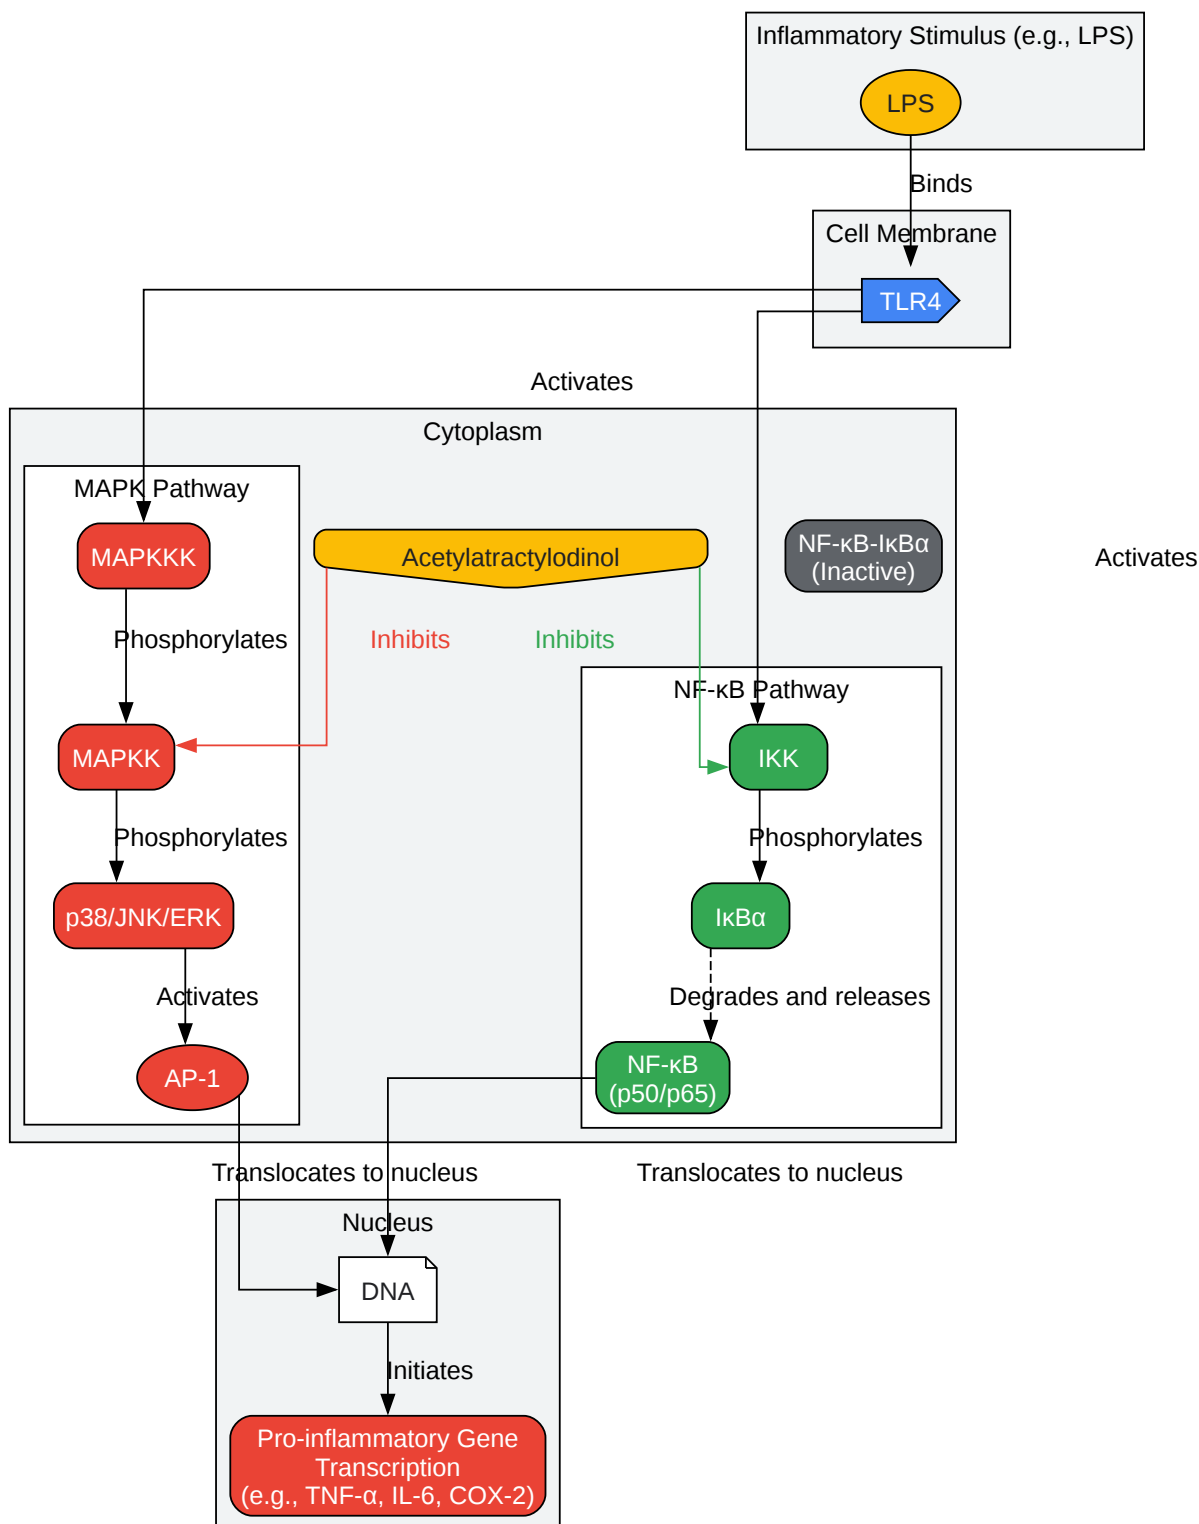 Inflammatory Stimulus (e.g., LPS)
LPS
Binds
Cell Membrane
TLR4
Activates
Cytoplasm
MAPK Pathway
MAPKKK
Acetylatractylodinol
NF-κB-IκBα
(Inactive)
Activates
Phosphorylates
Inhibits
Inhibits
NF-κB Pathway
MAPKK
IKK
Phosphorylates
Phosphorylates
p38/JNK/ERK
IκBα
Activates
Degrades and releases
AP-1
NF-κB
(p50/p65)
Translocates to nucleus
Translocates to nucleus
Nucleus
DNA
Initiates
Pro-inflammatory Gene
Transcription
(e.g., TNF-α, IL-6, COX-2)